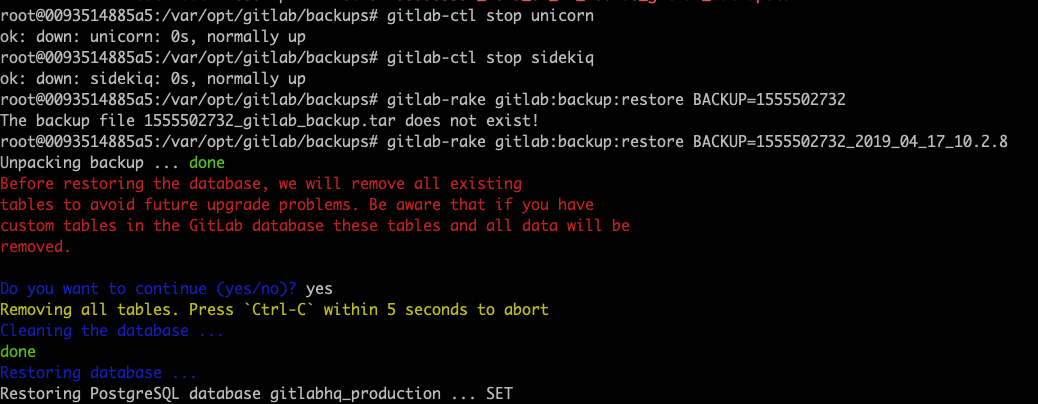 root@0093514885a5:/var/opt/gitlab/backups# gitlab-ctl stop unicorn
ok: down: unicorn: 0s, normally up
root@0093514885a5:/var/opt/gitlab/backups# gitlab-ctl stop sidekiq
ok: down: sidekiq: 0s, normally up
root@0093514885a5:/var/opt/gitlab/backups# gitlab-rake gitlab:backup:restore BACKUP=1555502732
The backup file 1555502732_gitlab_backup.tar does not exist!
root@0093514885a5:/var/opt/gitlab/backups# gitlab-rake gitlab:backup:restore BACKUP=1555502732_2019_04_17_10.2.8
Unpacking backup ... done
Before restoring the database, we will remove all existing
tables to avoid future upgrade problems. Be aware that if you have
custom tables in the GitLab database these tables and all data will be
removed.
Do you want to continue (yes/no)? yes
Removing all tables. Press `Ctrl-C` within 5 seconds to abort
Cleaning the database ...
done
Restoring database ...
Restoring PostgreSQL database gitlabhq_production ... SET